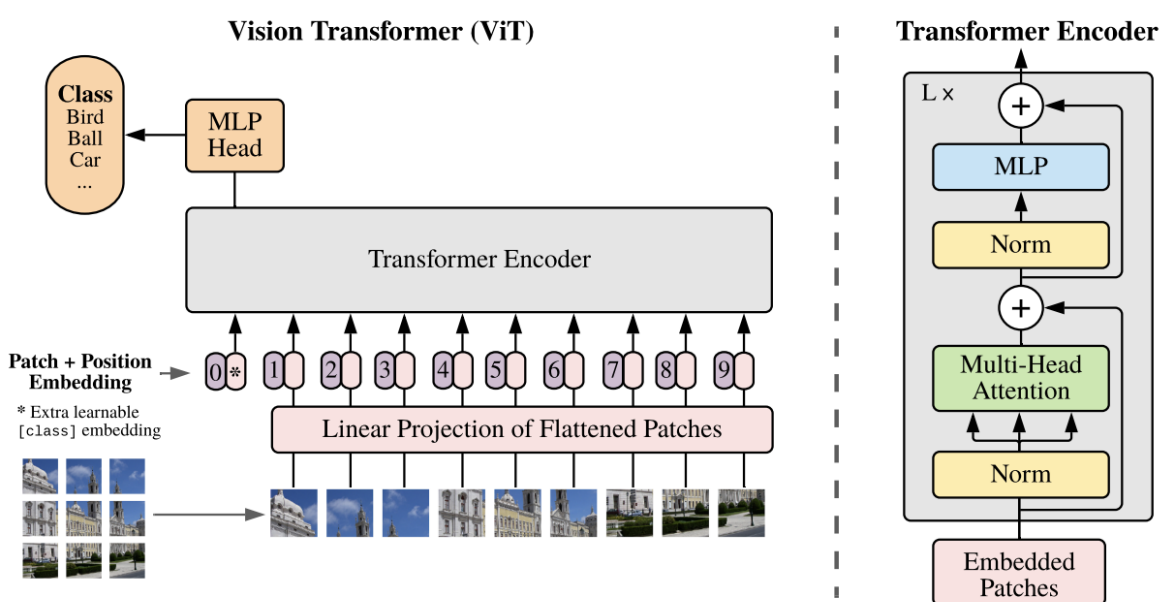 Vision Transformer (ViT)
Class
Bird
Ball
Car
...
MLP
Head
Transformer Encoder
Patch + Position
Embedding
0 * 1 2 3 4 5 6 7 8 9
* Extra learnable
[class] embedding
Linear Projection of Flattened Patches
Transformer Encoder
L ×
+
MLP
Norm
+
Multi-Head
Attention
Norm
Embedded
Patches